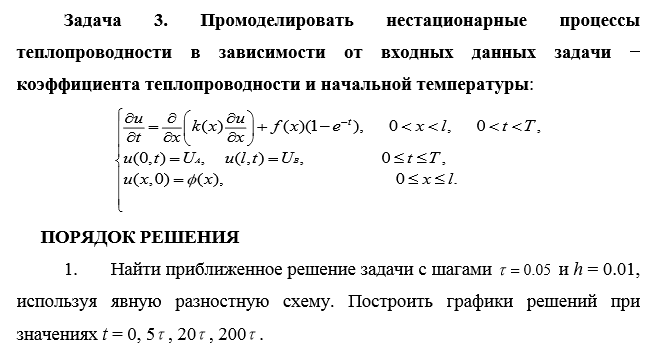 Задача 3. Промоделировать нестационарные процессы
теплопроводности в зависимости от входных данных задачи −
коэффициента теплопроводности и начальной температуры:
∂u/∂t = ∂/∂x (k(x) ∂u/∂x) + f(x)(1 − e⁻ᵗ), 0 < x < l, 0 < t < T,
u(0,t) = U_A, u(l,t) = U_B, 0 ≤ t ≤ T,
u(x,0) = ϕ(x), 0 ≤ x ≤ l.
ПОРЯДОК РЕШЕНИЯ
1. Найти приближенное решение задачи с шагами τ = 0.05 и h = 0.01,
используя явную разностную схему. Построить графики решений при
значениях t = 0, 5τ, 20τ, 200τ.